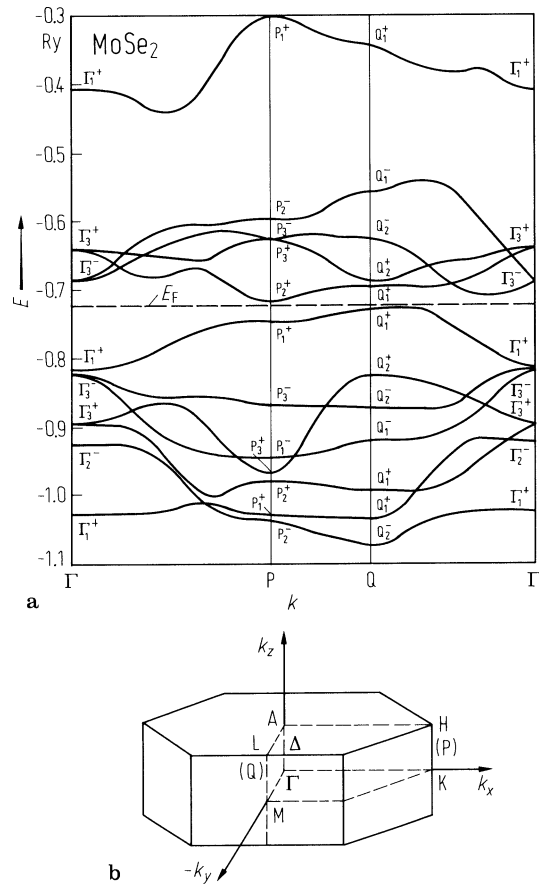 -0.3
Ry
MoSe2
P1+
Q1+
-0.4
Γ1+
Γ1+
-0.5
Q1-
-0.6
P2-
P3-
Q2-
Γ3+
P3+
Γ3+
Γ3-
Q2+
Γ3-
E
-0.7
P2+
Q1+
EF
P1+
Q1+
Γ1+
-0.8
Q2+
Γ1+
Γ3-
P3-
Q2-
Γ3-
Γ3+
Γ3+
-0.9
P3+
P1-
Q1-
Γ2-
Γ2-
P2+
Q1+
-1.0
P1+
Q1+
Γ1+
Γ1+
P2-
Q2-
-1.1
Γ
P
Q
Γ
a
k
kz
A
H
L
Δ
(P)
(Q)
Γ
K
kx
M
-ky
b